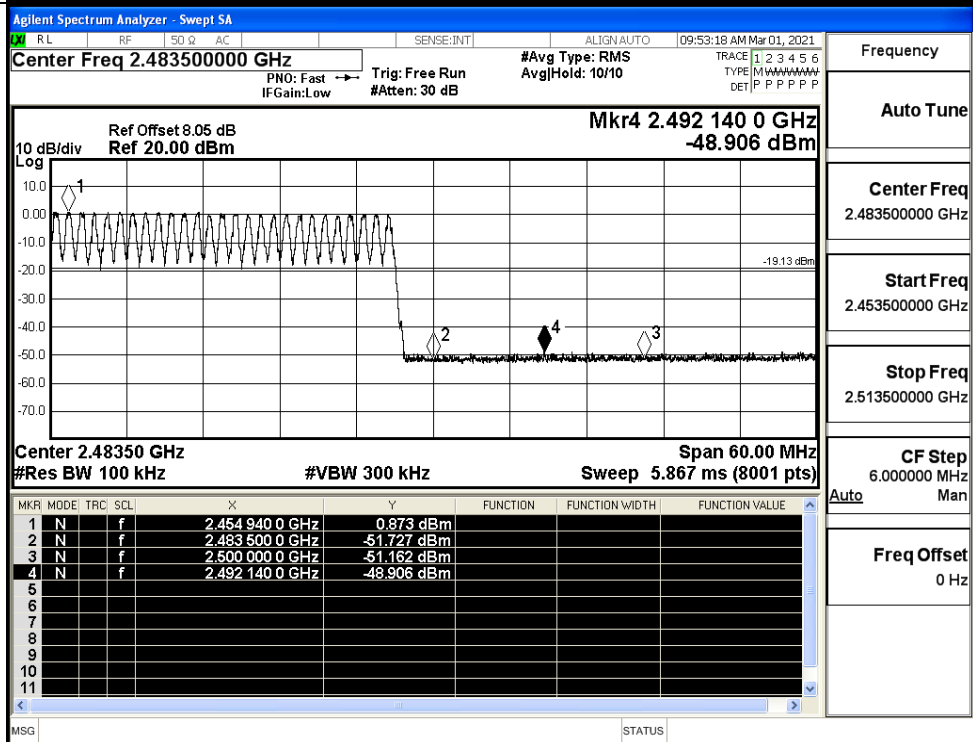 Agilent Spectrum Analyzer - Swept SA
LXI RL RF 50 Ω AC SENSE:INT ALIGN AUTO 09:53:18 AM Mar 01, 2021
Center Freq 2.483500000 GHz
PNO: Fast
IFGain:Low
Trig: Free Run
#Atten: 30 dB
#Avg Type: RMS
Avg|Hold: 10/10
TRACE 1 2 3 4 5 6
TYPE M WWWWW
DET P P P P P P
Mkr4 2.492 140 0 GHz
-48.906 dBm
Ref Offset 8.05 dB
10 dB/div Ref 20.00 dBm
Log
10.0
0.00
-10.0
-20.0
-30.0
-40.0
-50.0
-60.0
-70.0
1
-19.13 dBm
2
4
3
Center 2.48350 GHz Span 60.00 MHz
#Res BW 100 kHz #VBW 300 kHz Sweep 5.867 ms (8001 pts)
MKR MODE TRC SCL X Y FUNCTION FUNCTION WIDTH FUNCTION VALUE
1 N f 2.454 940 0 GHz 0.873 dBm
2 N f 2.483 500 0 GHz -51.727 dBm
3 N f 2.500 000 0 GHz -51.162 dBm
4 N f 2.492 140 0 GHz -48.906 dBm
5
6
7
8
9
10
11
MSG STATUS
Frequency
Auto Tune
Center Freq
2.483500000 GHz
Start Freq
2.453500000 GHz
Stop Freq
2.513500000 GHz
CF Step
6.000000 MHz
Auto Man
Freq Offset
0 Hz